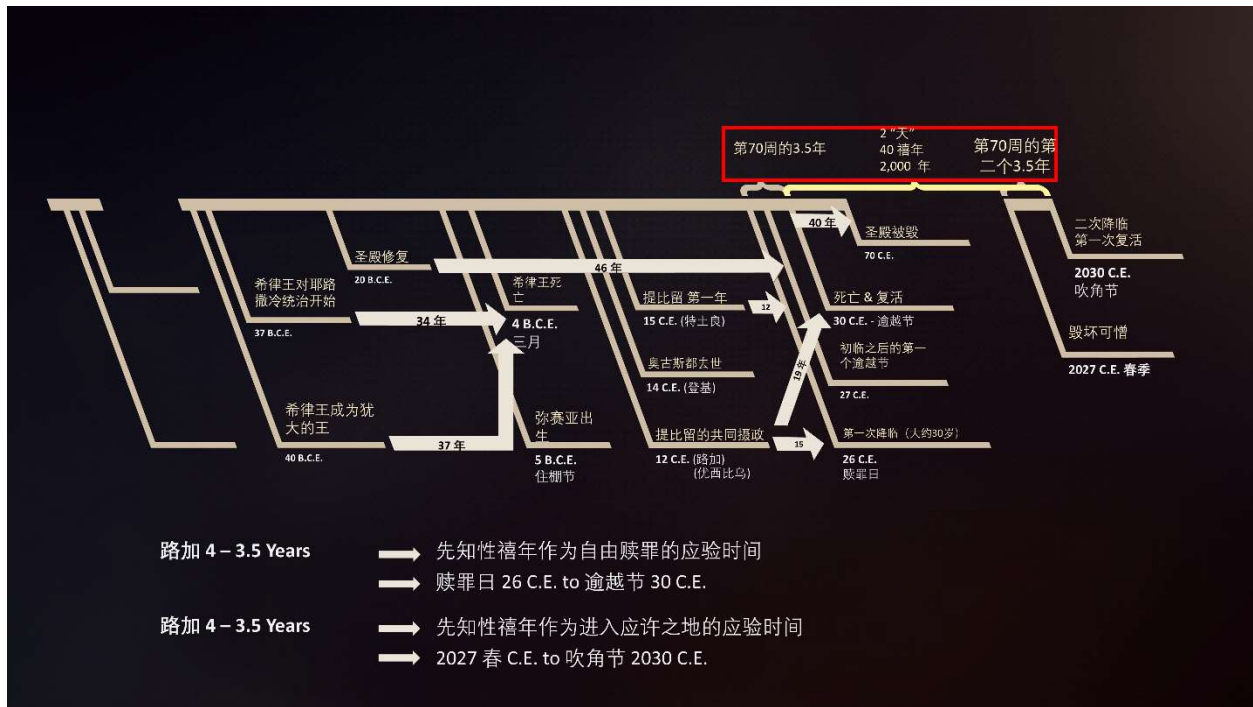 第70周的3.5年
2 “天”
40 禧年
2,000 年
第70周的第
二个3.5年
40 年
圣殿被毁
70 C.E.
二次降临
第一次复活
2030 C.E.
吹角节
圣殿修复
20 B.C.E.
46 年
希律王对耶路
撒冷统治开始
37 B.C.E.
34 年
希律王死
亡
4 B.C.E.
三月
提比留 第一年
15 C.E. (特土良)
12
死亡 & 复活
30 C.E. - 逾越节
毁坏可憎
2027 C.E. 春季
奥古斯都去世
14 C.E. (登基)
19 年
初临之后的第一
个逾越节
27 C.E.
希律王成为犹
大的王
40 B.C.E.
37 年
弥赛亚出
生
5 B.C.E.
住棚节
提比留的共同摄政
12 C.E. (路加)
(优西比乌)
15
第一次降临（大约30岁）
26 C.E.
赎罪日
路加 4 – 3.5 Years
先知性禧年作为自由赎罪的应验时间
赎罪日 26 C.E. to 逾越节 30 C.E.
路加 4 – 3.5 Years
先知性禧年作为进入应许之地的应验时间
2027 春 C.E. to 吹角节 2030 C.E.